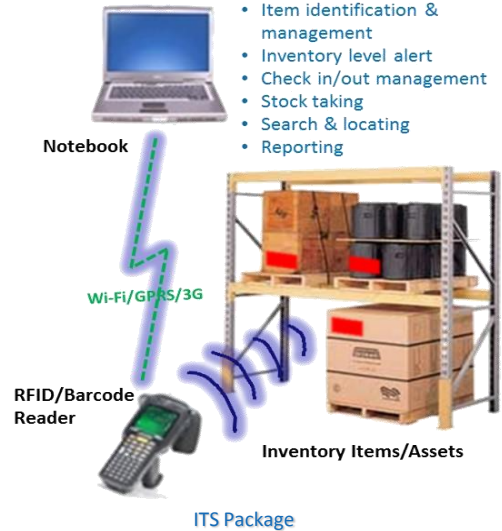 • Item identification &
management
• Inventory level alert
• Check in/out management
• Stock taking
• Search & locating
• Reporting
Notebook
Wi-Fi/GPRS/3G
RFID/Barcode
Reader
Inventory Items/Assets
ITS Package